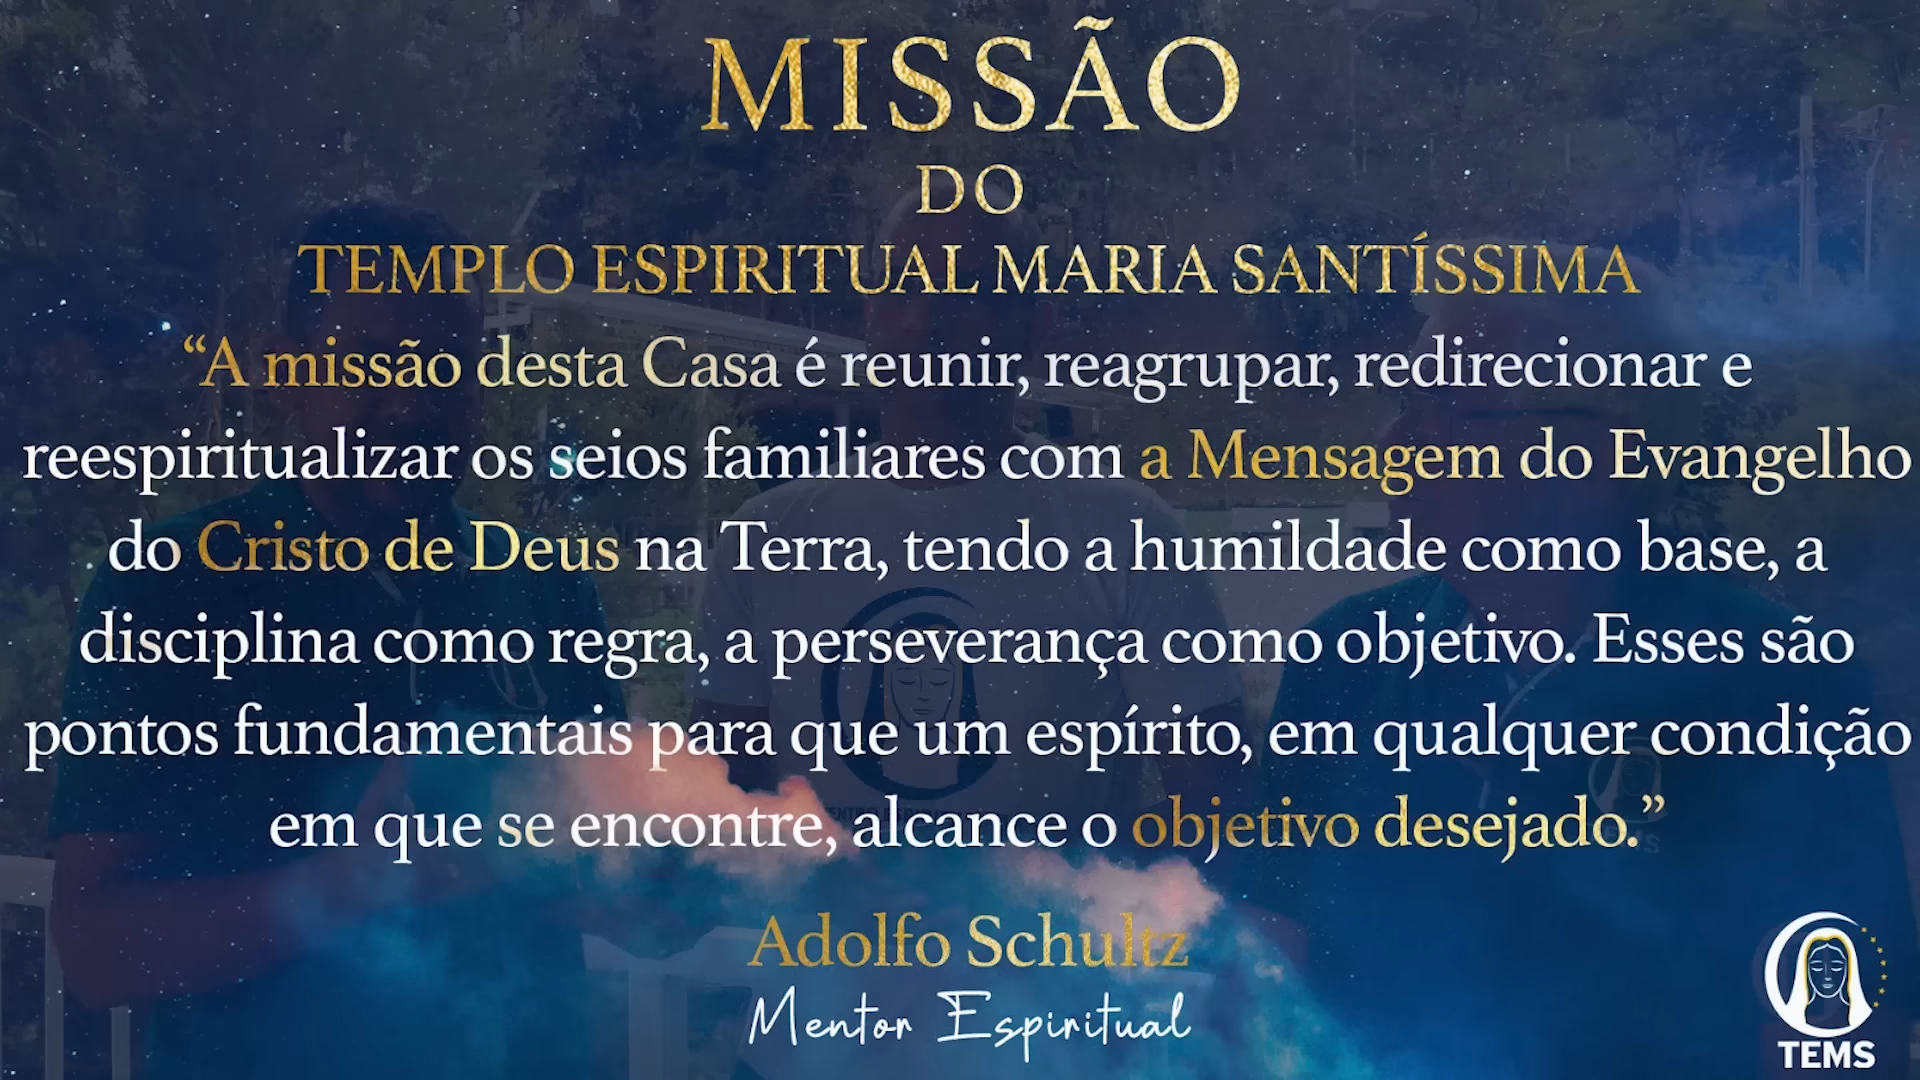 MISSÃO
DO
TEMPLO ESPIRITUAL MARIA SANTÍSSIMA
“A missão desta Casa é reunir, reagrupar, redirecionar e
reespiritualizar os seios familiares com a Mensagem do Evangelho
do Cristo de Deus na Terra, tendo a humildade como base, a
disciplina como regra, a perseverança como objetivo. Esses são
pontos fundamentais para que um espírito, em qualquer condição
em que se encontre, alcance o objetivo desejado.”
Adolfo Schultz
Mentor Espiritual
TEMS